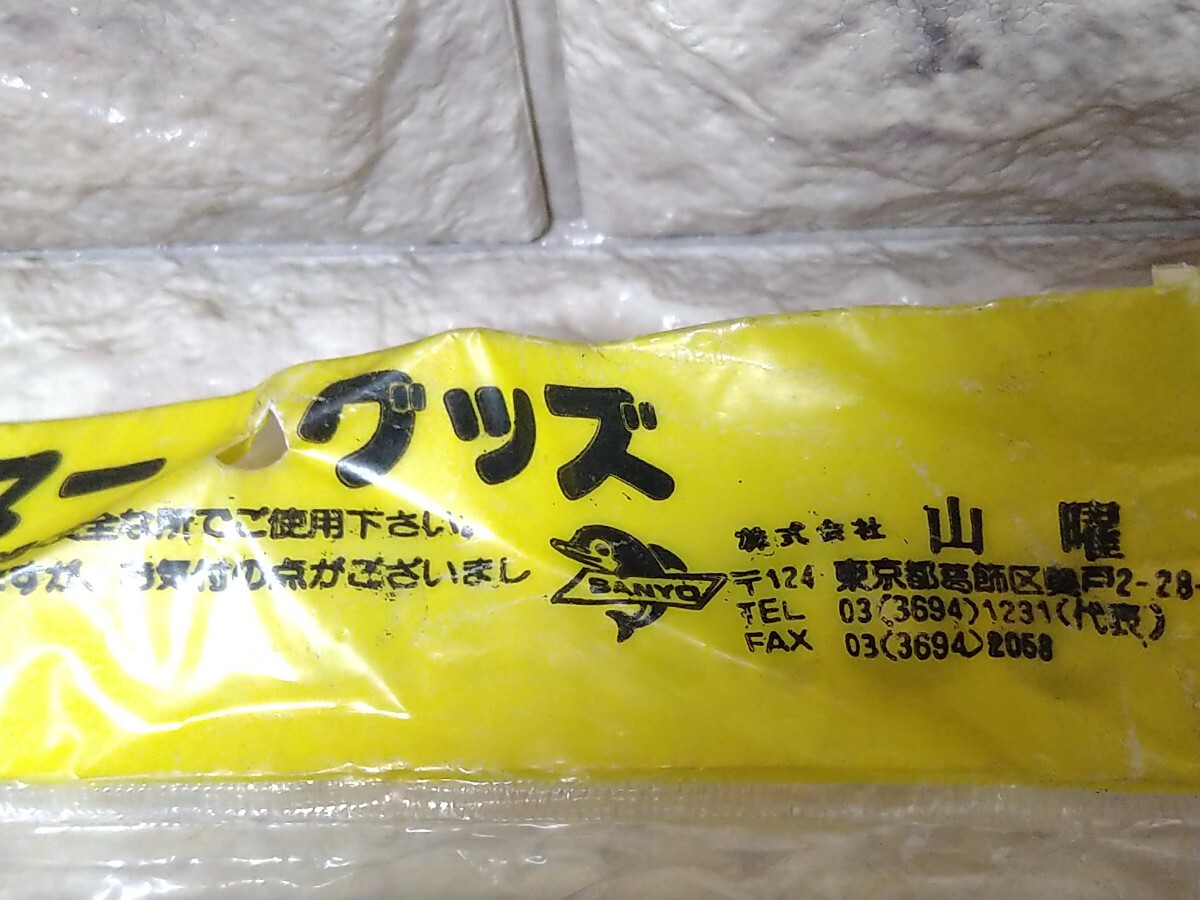 マー グッズ
全な所でご使用下さい。
すが、お気付の点がございまし
SANYO
株式会社 山曜
〒124 東京都葛飾区奥戸2-28
TEL 03(3694)1231(代表)
FAX 03(3694)2058